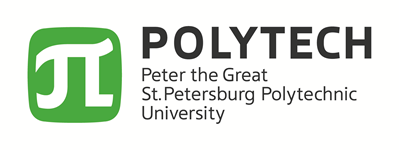 π
POLYTECH
Peter the Great
St.Petersburg Polytechnic
University